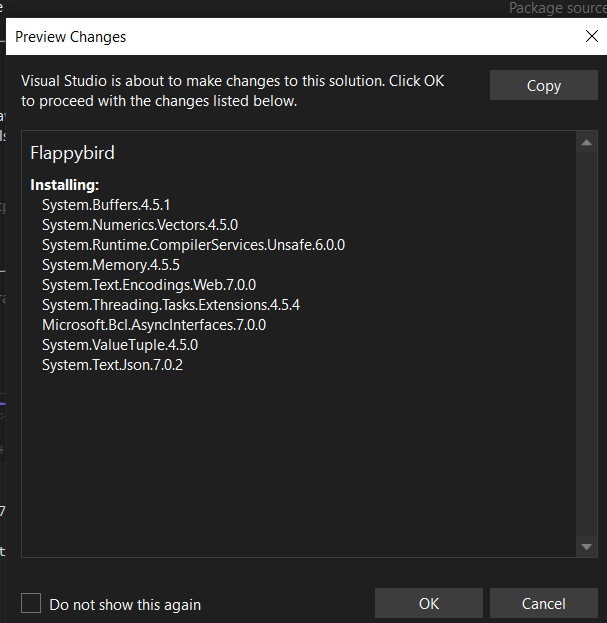 Package source
Preview Changes
Visual Studio is about to make changes to this solution. Click OK
to proceed with the changes listed below.
Copy
Flappybird
Installing:
System.Buffers.4.5.1
System.Numerics.Vectors.4.5.0
System.Runtime.CompilerServices.Unsafe.6.0.0
System.Memory.4.5.5
System.Text.Encodings.Web.7.0.0
System.Threading.Tasks.Extensions.4.5.4
Microsoft.Bcl.AsyncInterfaces.7.0.0
System.ValueTuple.4.5.0
System.Text.Json.7.0.2
Do not show this again
OK
Cancel